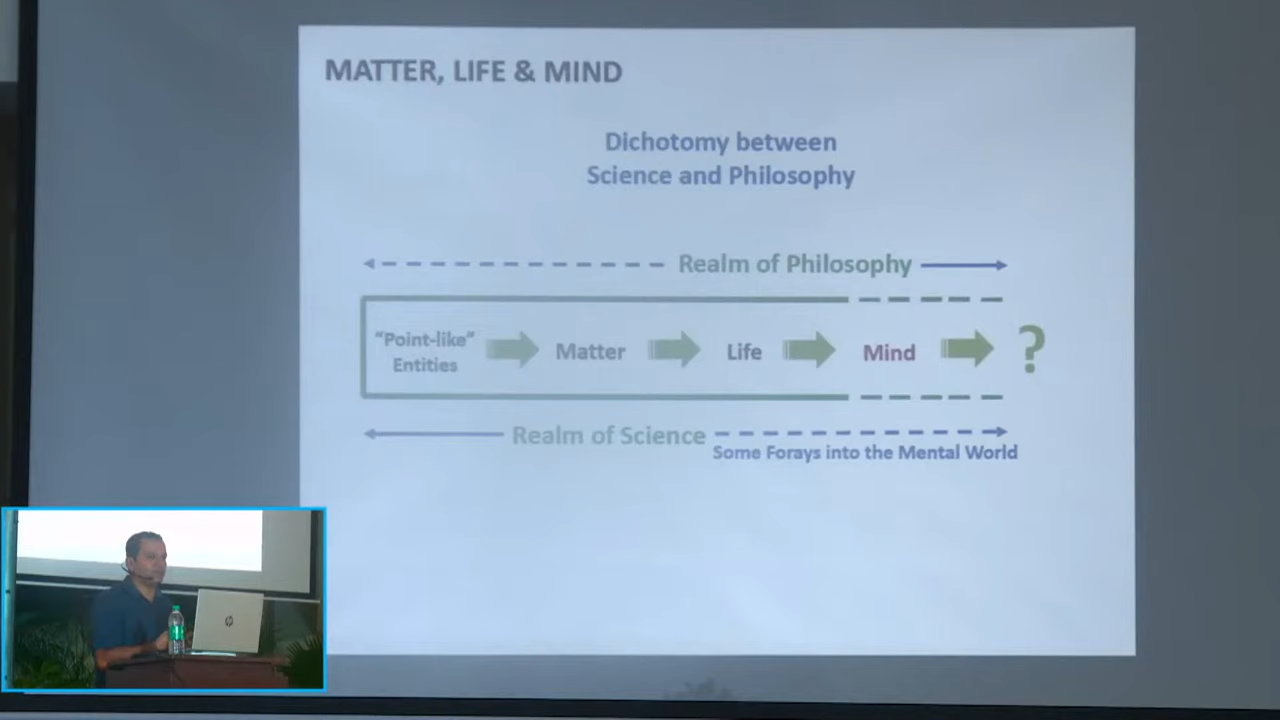 MATTER, LIFE & MIND
Dichotomy between
Science and Philosophy
Realm of Philosophy
"Point-like"
Entities
Matter
Life
Mind
?
Realm of Science
Some Forays into the Mental World
hp